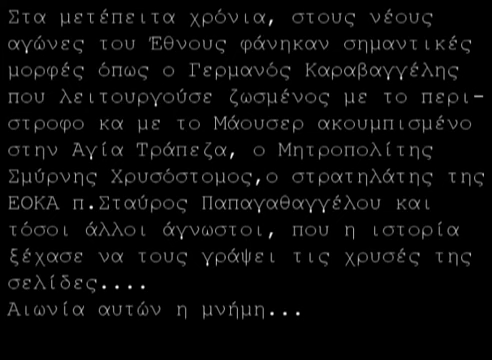 Στα μετέπειτα χρόνια, στους νέους
αγώνες του Έθνους φάνηκαν σημαντικές
μορφές όπως ο Γερμανός Καραβαγγέλης
που λειτουργούσε ζωσμένος με το περι-
στροφο κα με το Μάουσερ ακουμπισμένο
στην Αγία Τράπεζα, ο Μητροπολίτης
Σμύρνης Χρυσόστομος,ο στρατηλάτης της
ΕΟΚΑ π.Σταύρος Παπαγαθαγγέλου και
τόσοι άλλοι άγνωστοι, που η ιστορία
ξέχασε να τους γράψει τις χρυσές της
σελίδες....
Αιωνία αυτών η μνήμη...